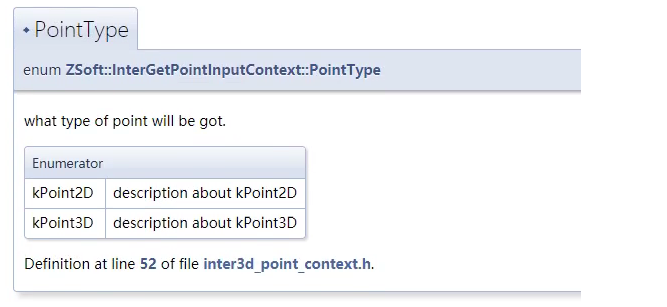 PointType
enum ZSoft::InterGetPointInputContext::PointType
what type of point will be got.
Enumerator
kPoint2D description about kPoint2D
kPoint3D description about kPoint3D
Definition at line 52 of file inter3d_point_context.h.